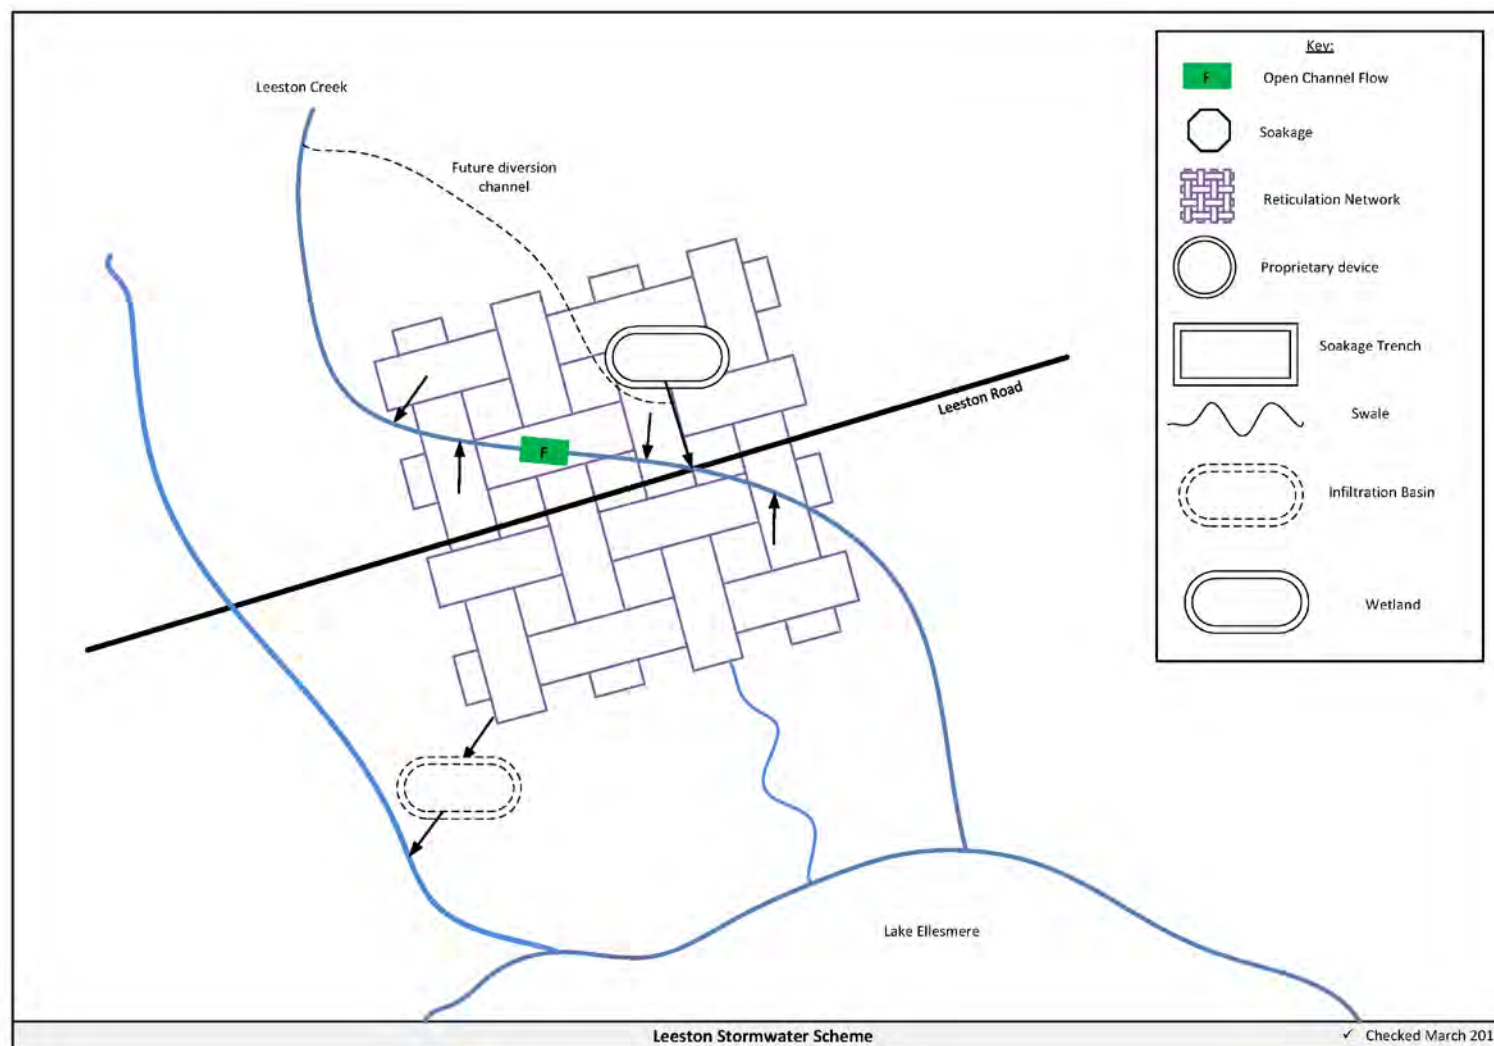 Key:
F
Open Channel Flow
Soakage
Reticulation Network
Proprietary device
Soakage Trench
Swale
Infiltration Basin
Wetland
Leeston Creek
Future diversion
channel
Leeston Road
F
Lake Ellesmere
Leeston Stormwater Scheme
✓ Checked March 201